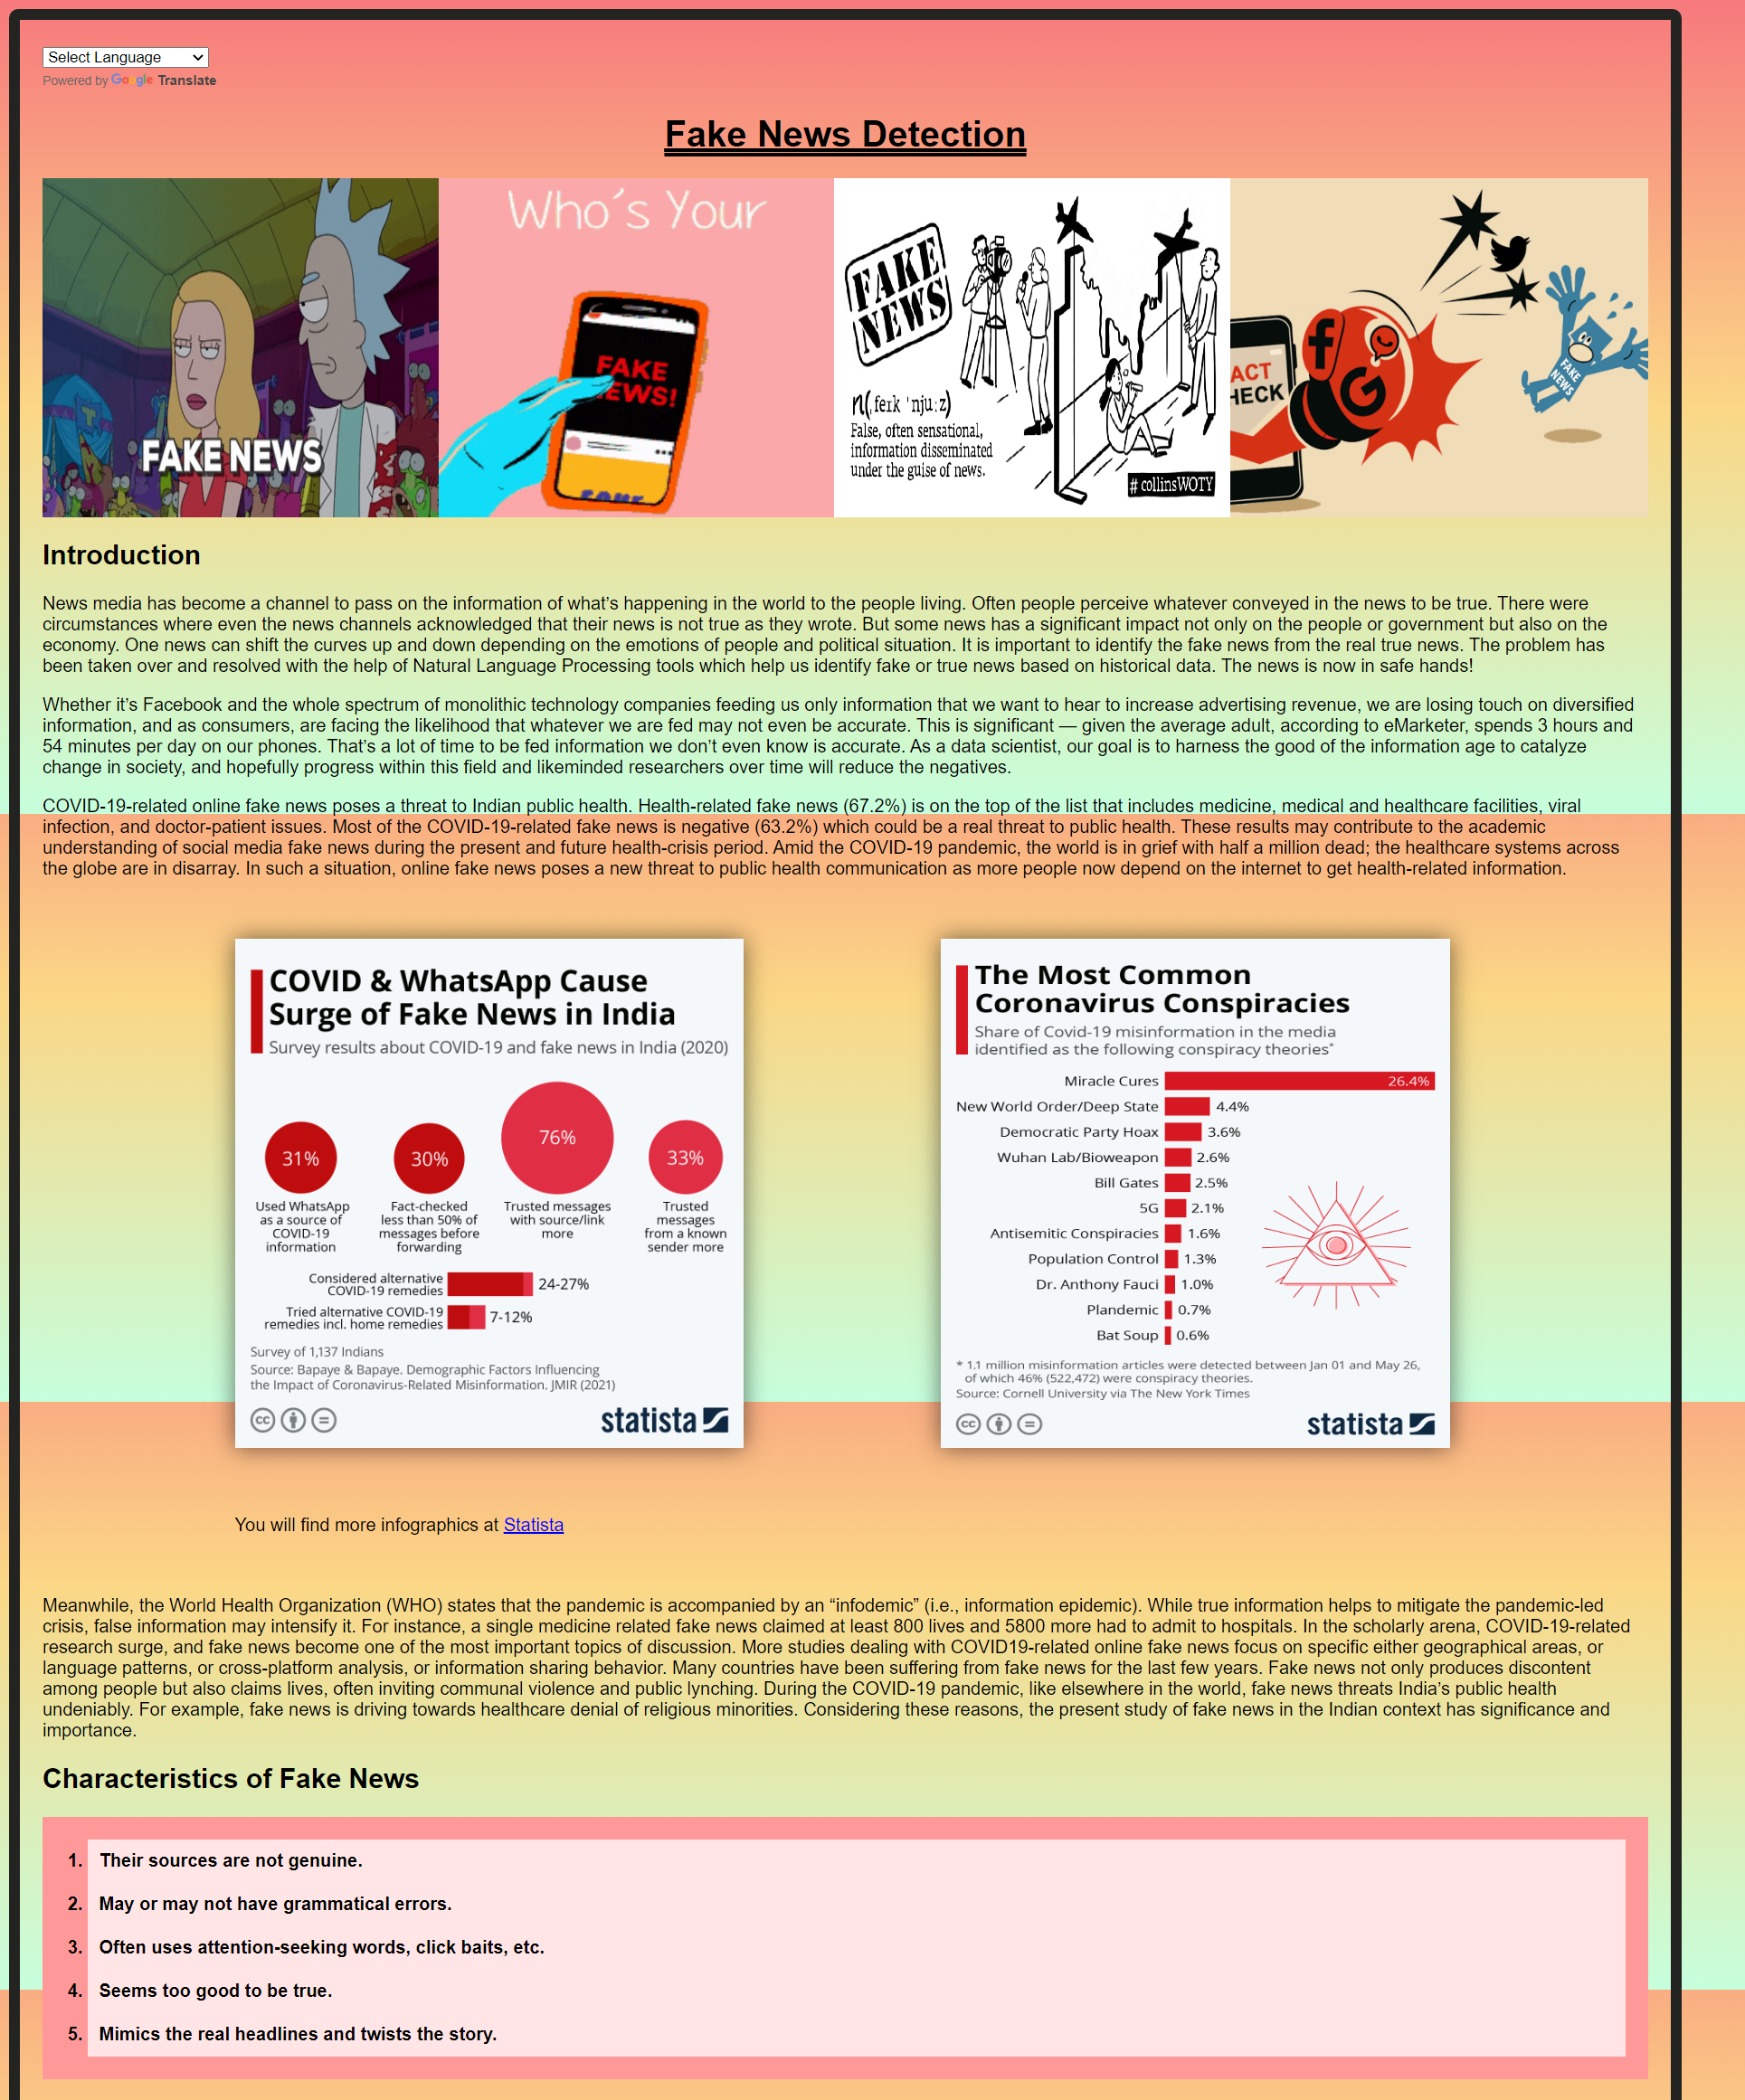 Select Language
Powered by Google Translate
Fake News Detection
FAKE NEWS
Who's Your
FAKE
NEWS!
FAKE
NEWS
n(ˌfeɪk ˈnjuːz)
False, often sensational,
information disseminated
under the guise of news.
# collinsWOTY
ACT
HECK
FAKE
NEWS
Introduction
News media has become a channel to pass on the information of what’s happening in the world to the people living. Often people perceive whatever conveyed in the news to be true. There were
circumstances where even the news channels acknowledged that their news is not true as they wrote. But some news has a significant impact not only on the people or government but also on the
economy. One news can shift the curves up and down depending on the emotions of people and political situation. It is important to identify the fake news from the real true news. The problem has
been taken over and resolved with the help of Natural Language Processing tools which help us identify fake or true news based on historical data. The news is now in safe hands!
Whether it’s Facebook and the whole spectrum of monolithic technology companies feeding us only information that we want to hear to increase advertising revenue, we are losing touch on diversified
information, and as consumers, are facing the likelihood that whatever we are fed may not even be accurate. This is significant — given the average adult, according to eMarketer, spends 3 hours and
54 minutes per day on our phones. That’s a lot of time to be fed information we don’t even know is accurate. As a data scientist, our goal is to harness the good of the information age to catalyze
change in society, and hopefully progress within this field and likeminded researchers over time will reduce the negatives.
COVID-19-related online fake news poses a threat to Indian public health. Health-related fake news (67.2%) is on the top of the list that includes medicine, medical and healthcare facilities, viral
infection, and doctor-patient issues. Most of the COVID-19-related fake news is negative (63.2%) which could be a real threat to public health. These results may contribute to the academic
understanding of social media fake news during the present and future health-crisis period. Amid the COVID-19 pandemic, the world is in grief with half a million dead; the healthcare systems across
the globe are in disarray. In such a situation, online fake news poses a new threat to public health communication as more people now depend on the internet to get health-related information.
COVID & WhatsApp Cause
Surge of Fake News in India
Survey results about COVID-19 and fake news in India (2020)
31%
30%
76%
33%
Used WhatsApp
as a source of
COVID-19
information
Fact-checked
less than 50% of
messages before
forwarding
Trusted messages
with source/link
more
Trusted
messages
from a known
sender more
Considered alternative
COVID-19 remedies
24-27%
Tried alternative COVID-19
remedies incl. home remedies
7-12%
Survey of 1,137 Indians
Source: Bapaye & Bapaye. Demographic Factors Influencing
the Impact of Coronavirus-Related Misinformation. JMIR (2021)
statista
The Most Common
Coronavirus Conspiracies
Share of Covid-19 misinformation in the media
identified as the following conspiracy theories*
Miracle Cures 26.4%
New World Order/Deep State 4.4%
Democratic Party Hoax 3.6%
Wuhan Lab/Bioweapon 2.6%
Bill Gates 2.5%
5G 2.1%
Antisemitic Conspiracies 1.6%
Population Control 1.3%
Dr. Anthony Fauci 1.0%
Plandemic 0.7%
Bat Soup 0.6%
* 1.1 million misinformation articles were detected between Jan 01 and May 26,
of which 46% (522,472) were conspiracy theories.
Source: Cornell University via The New York Times
statista
You will find more infographics at Statista
Meanwhile, the World Health Organization (WHO) states that the pandemic is accompanied by an “infodemic” (i.e., information epidemic). While true information helps to mitigate the pandemic-led
crisis, false information may intensify it. For instance, a single medicine related fake news claimed at least 800 lives and 5800 more had to admit to hospitals. In the scholarly arena, COVID-19-related
research surge, and fake news become one of the most important topics of discussion. More studies dealing with COVID19-related online fake news focus on specific either geographical areas, or
language patterns, or cross-platform analysis, or information sharing behavior. Many countries have been suffering from fake news for the last few years. Fake news not only produces discontent
among people but also claims lives, often inviting communal violence and public lynching. During the COVID-19 pandemic, like elsewhere in the world, fake news threats India’s public health
undeniably. For example, fake news is driving towards healthcare denial of religious minorities. Considering these reasons, the present study of fake news in the Indian context has significance and
importance.
Characteristics of Fake News
1. Their sources are not genuine.
2. May or may not have grammatical errors.
3. Often uses attention-seeking words, click baits, etc.
4. Seems too good to be true.
5. Mimics the real headlines and twists the story.